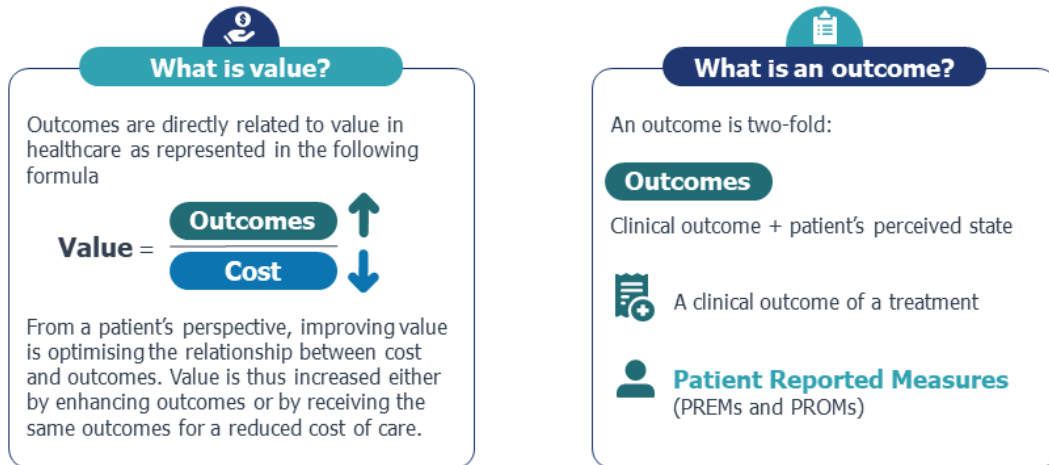 What is value?
Outcomes are directly related to value in
healthcare as represented in the following
formula
Value =
Outcomes
Cost
From a patient's perspective, improving value
is optimising the relationship between cost
and outcomes. Value is thus increased either
by enhancing outcomes or by receiving the
same outcomes for a reduced cost of care.
What is an outcome?
An outcome is two-fold:
Outcomes
Clinical outcome + patient's perceived state
A clinical outcome of a treatment
Patient Reported Measures
(PREMs and PROMs)